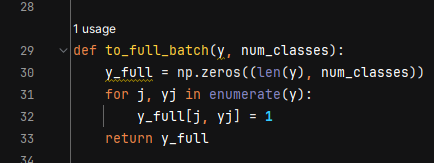 28
1 usage
29 def to_full_batch(y, num_classes):
30     y_full = np.zeros((len(y), num_classes))
31     for j, yj in enumerate(y):
32         y_full[j, yj] = 1
33     return y_full
34